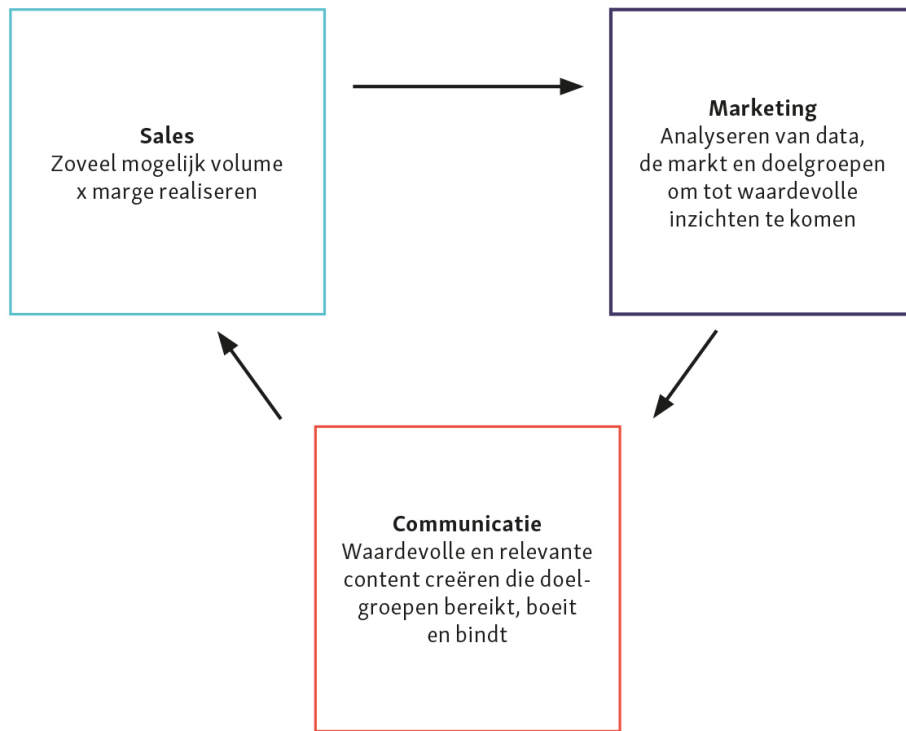 Sales
Zoveel mogelijk volume
x marge realiseren
Marketing
Analyseren van data,
de markt en doelgroepen
om tot waardevolle
inzichten te komen
Communicatie
Waardevolle en relevante
content creëren die doel-
groepen bereikt, boeit
en bindt